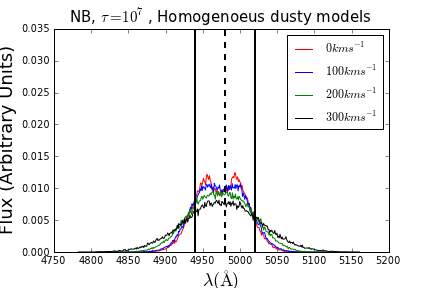 NB, τ=10^7 , Homogenoeus dusty models
0kms^−1
100kms^−1
200kms^−1
300kms^−1
Flux (Arbitrary Units)
0.035
0.030
0.025
0.020
0.015
0.010
0.005
0.000
4750 4800 4850 4900 4950 5000 5050 5100 5150 5200
λ(Å)